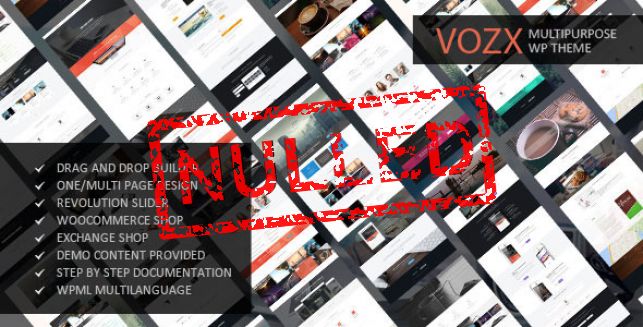 VOZX MULTIPURPOSE
WP THEME
NULLED
DRAG AND DROP BUILDER
ONE/MULTI PAGE DESIGN
REVOLUTION SLIDER
WOOCOMMERCE SHOP
EXCHANGE SHOP
DEMO CONTENT PROVIDED
STEP BY STEP DOCUMENTATION
WPML MULTILANGUAGE